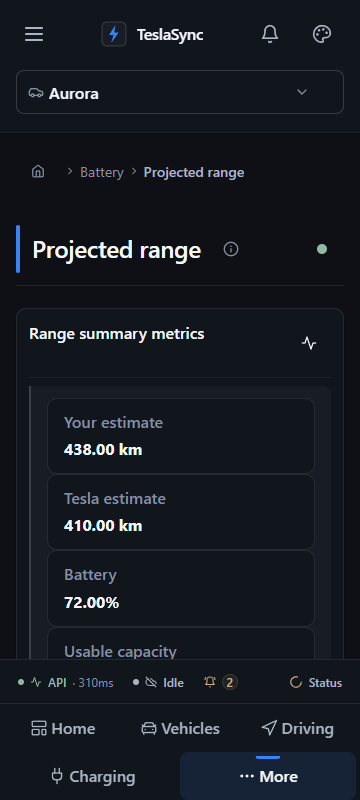 TeslaSync
Aurora
Battery
Projected range
Projected range
Range summary metrics
Your estimate
438.00 km
Tesla estimate
410.00 km
Battery
72.00%
Usable capacity
API · 310ms
Idle
2
Status
Home
Vehicles
Driving
Charging
More